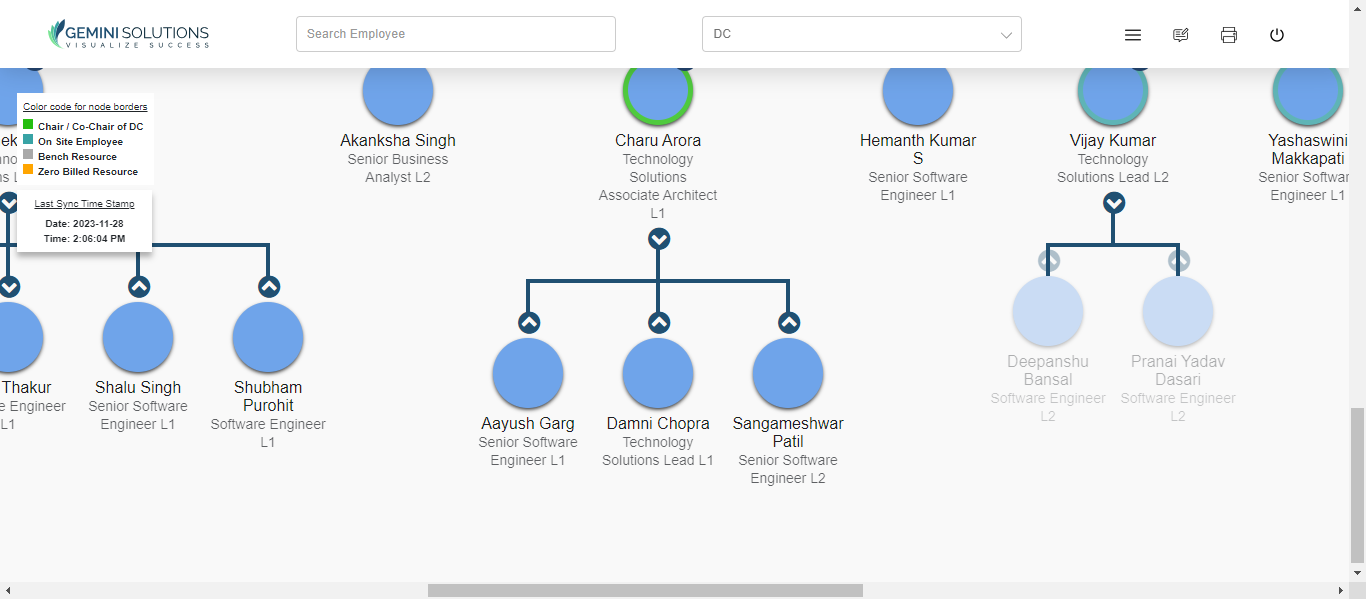 GEMINI SOLUTIONS
VISUALIZE SUCCESS
Search Employee
DC
Color code for node borders
Chair / Co-Chair of DC
On Site Employee
Bench Resource
Zero Billed Resource
Last Sync Time Stamp
Date: 2023-11-28
Time: 2:06:04 PM
Akanksha Singh
Senior Business
Analyst L2
Charu Arora
Technology
Solutions
Associate Architect
L1
Hemanth Kumar
S
Senior Software
Engineer L1
Vijay Kumar
Technology
Solutions Lead L2
Yashaswini
Makkapati
Senior Softwar
Engineer L1
Thakur
e Engineer
L1
Shalu Singh
Senior Software
Engineer L1
Shubham
Purohit
Software Engineer
L1
Aayush Garg
Senior Software
Engineer L1
Damni Chopra
Technology
Solutions Lead L1
Sangameshwar
Patil
Senior Software
Engineer L2
Deepanshu
Bansal
Software Engineer
L2
Pranai Yadav
Dasari
Software Engineer
L2